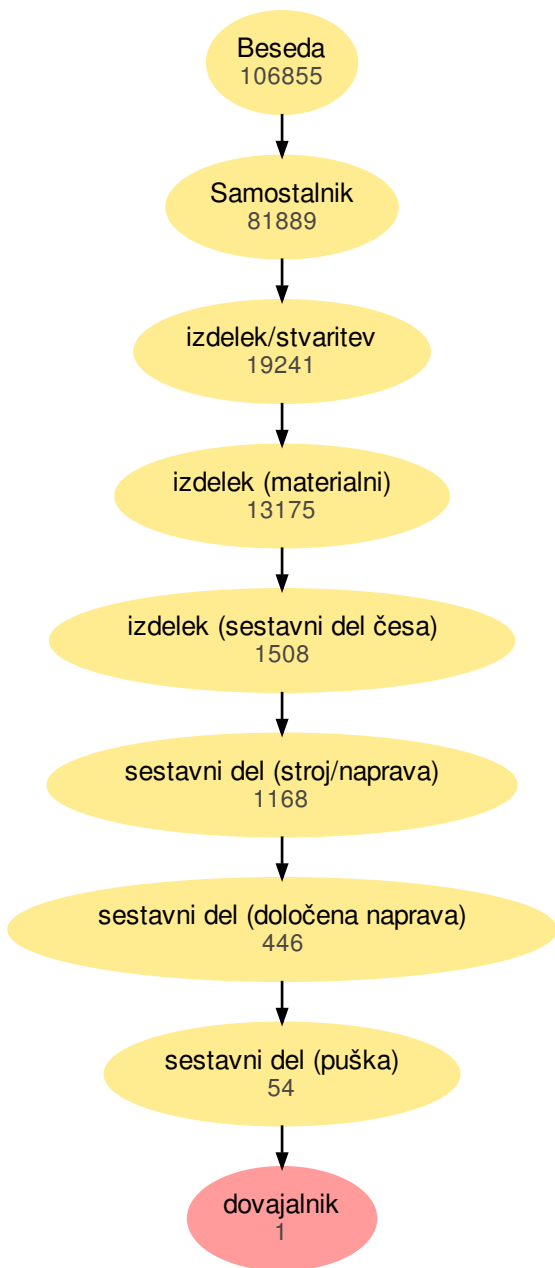 Beseda
106855
Samostalnik
81889
izdelek/stvaritev
19241
izdelek (materialni)
13175
izdelek (sestavni del česa)
1508
sestavni del (stroj/naprava)
1168
sestavni del (določena naprava)
446
sestavni del (puška)
54
dovajalnik
1